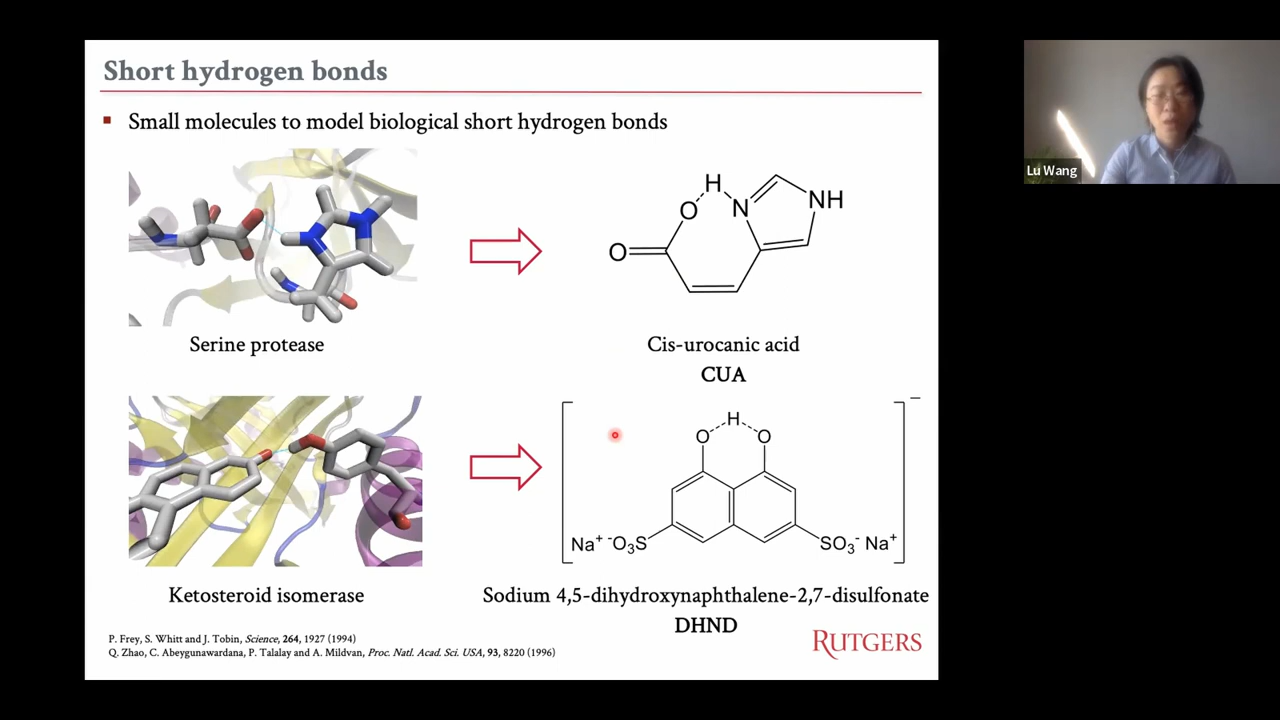 Short hydrogen bonds
Small molecules to model biological short hydrogen bonds
Lu Wang
H
O
N
NH
O
Serine protease
Cis-urocanic acid
CUA
H
O
O
−
Na⁺ ⁻O₃S
SO₃⁻ Na⁺
Ketosteroid isomerase
Sodium 4,5-dihydroxynaphthalene-2,7-disulfonate
DHND
P. Frey, S. Whitt and J. Tobin, Science, 264, 1927 (1994)
Q. Zhao, C. Abeygunawardana, P. Talalay and A. Mildvan, Proc. Natl. Acad. Sci. USA, 93, 8220 (1996)
RUTGERS